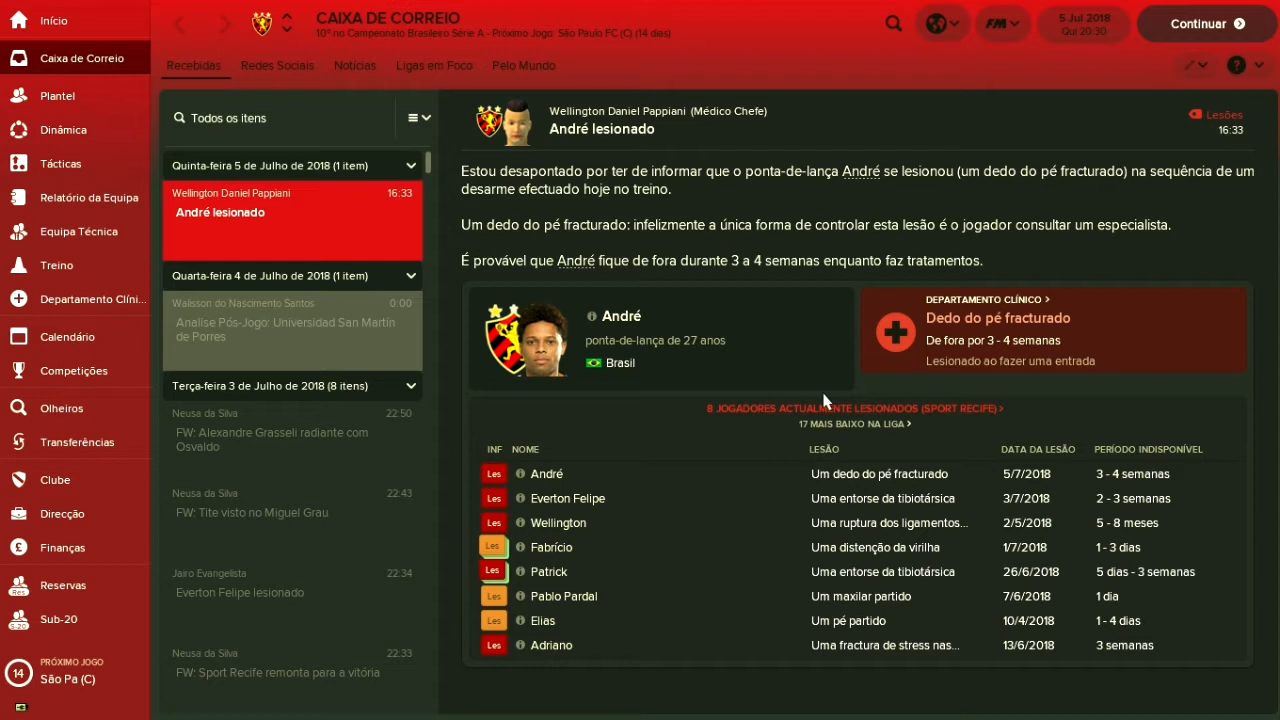 Início
Caixa de Correio
Plantel
Dinâmica
Tácticas
Relatório da Equipa
Equipa Técnica
Treino
Departamento Clíni...
Calendário
Competições
Olheiros
Transferências
Clube
Direcção
Finanças
Res
Reservas
S-20
Sub-20
14
PRÓXIMO JOGO
São Pa (C)
CAIXA DE CORREIO
10º no Campeonato Brasileiro Serie A - Próximo Jogo: São Paulo FC (C) (14 dias)
FM
5 Jul 2018
Qui 20:30
Continuar
Recebidas
Redes Sociais
Notícias
Ligas em Foco
Pelo Mundo
?
Todos os itens
Quinta-feira 5 de Julho de 2018 (1 item)
Wellington Daniel Pappiani 16:33
André lesionado
Quarta-feira 4 de Julho de 2018 (1 item)
Walisson do Nascimento Santos 0:00
Analise Pós-Jogo: Universidad San Martín
de Porres
Terça-feira 3 de Julho de 2018 (8 itens)
Neusa da Silva 22:50
FW: Alexandre Grasseli radiante com
Osvaldo
Neusa da Silva 22:43
FW: Tite visto no Miguel Grau
Jairo Evangelista 22:34
Everton Felipe lesionado
Neusa da Silva 22:33
FW: Sport Recife remonta para a vitória
Wellington Daniel Pappiani (Médico Chefe)
André lesionado
Lesões
16:33
Estou desapontado por ter de informar que o ponta-de-lança André se lesionou (um dedo do pé fracturado) na sequência de um
desarme efectuado hoje no treino.
Um dedo do pé fracturado: infelizmente a única forma de controlar esta lesão é o jogador consultar um especialista.
É provável que André fique de fora durante 3 a 4 semanas enquanto faz tratamentos.
André
ponta-de-lança de 27 anos
Brasil
DEPARTAMENTO CLÍNICO >
Dedo do pé fracturado
De fora por 3 - 4 semanas
Lesionado ao fazer uma entrada
8 JOGADORES ACTUALMENTE LESIONADOS (SPORT RECIFE) >
17 MAIS BAIXO NA LIGA >
INF NOME LESÃO DATA DA LESÃO PERÍODO INDISPONÍVEL
Les André Um dedo do pé fracturado 5/7/2018 3 - 4 semanas
Les Everton Felipe Uma entorse da tibiotársica 3/7/2018 2 - 3 semanas
Les Wellington Uma ruptura dos ligamentos... 2/5/2018 5 - 8 meses
Les Fabrício Uma distenção da virilha 1/7/2018 1 - 3 dias
Les Patrick Uma entorse da tibiotársica 26/6/2018 5 dias - 3 semanas
Les Pablo Pardal Um maxilar partido 7/6/2018 1 dia
Les Elias Um pé partido 10/4/2018 1 - 4 dias
Les Adriano Uma fractura de stress nas... 13/6/2018 3 semanas